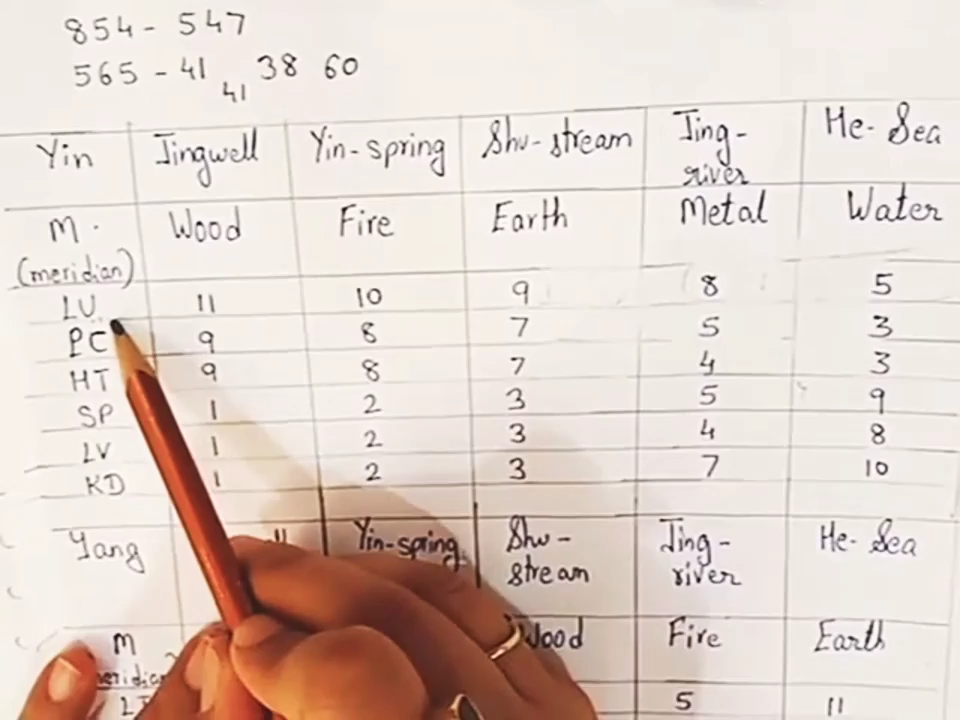 854 - 547
565 - 41 41 38 60
Yin Jingwell Yin-spring Shu-stream Jing-river He-Sea
M. (meridian) Wood Fire Earth Metal Water
LU 11 10 9 8 5
PC 9 8 7 5 3
HT 9 8 7 4 3
SP 1 2 3 5 9
LV 1 2 3 4 8
KD 1 2 3 7 10
Yang Yin-spring Shu-stream Jing-river He-Sea
M Wood Fire Earth
5 11